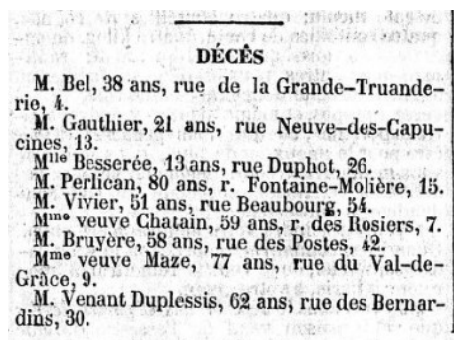 DÉCÈS
M. Bel, 38 ans, rue de la Grande-Truande-
rie, 4.
M. Gauthier, 21 ans, rue Neuve-des-Capu-
cines, 13.
Mlle Besserée, 13 ans, rue Duphot, 26.
M. Perlican, 80 ans, r. Fontaine-Molière, 15.
M. Vivier, 51 ans, rue Beaubourg, 54.
Mme veuve Chatain, 59 ans, r. des Rosiers, 7.
M. Bruyère, 58 ans, rue des Postes, 42.
Mme veuve Maze, 77 ans, rue du Val-de-
Grâce, 9.
M. Venant Duplessis, 62 ans, rue des Bernar-
dins, 30.